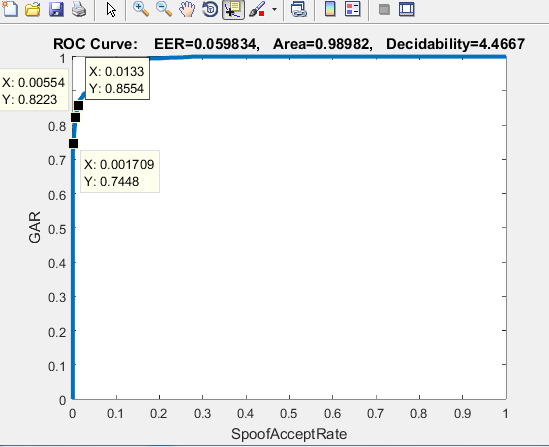 ROC Curve: EER=0.059834, Area=0.98982, Decidability=4.4667
X: 0.00554
Y: 0.8223
X: 0.0133
Y: 0.8554
X: 0.001709
Y: 0.7448
1
0.8
0.7
0.6
0.5
0.4
0.3
0.2
0.1
0
GAR
0 0.1 0.2 0.3 0.4 0.5 0.6 0.7 0.8 0.9 1
SpoofAcceptRate